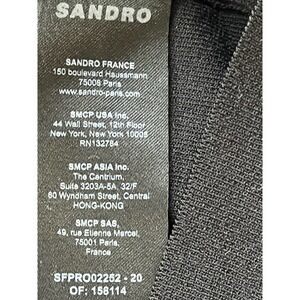 SANDRO
SANDRO FRANCE
150 boulevard Haussmann
75008 Paris
www.sandro-paris.com
SMCP USA Inc.
44 Wall Street, 12th Floor
New York, New York 10005
RN132784
SMCP ASIA Inc.
The Centrium,
Suite 3203A-5A, 32/F
60 Wyndham Street, Central
HONG-KONG
SMCP SAS,
49, rue Etienne Marcel,
75001 Paris.
France
SFPRO02252 - 20
OF: 156114